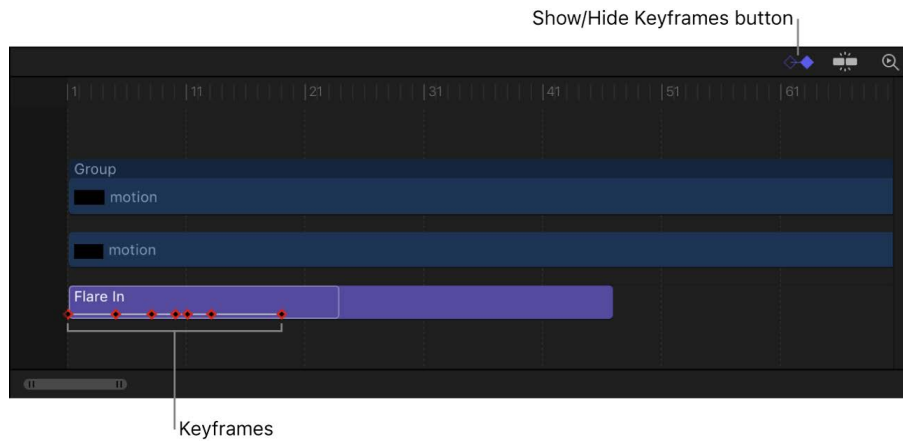 Show/Hide Keyframes button
1 11 21 31 41 51 61
Group
motion
motion
Flare In
Keyframes